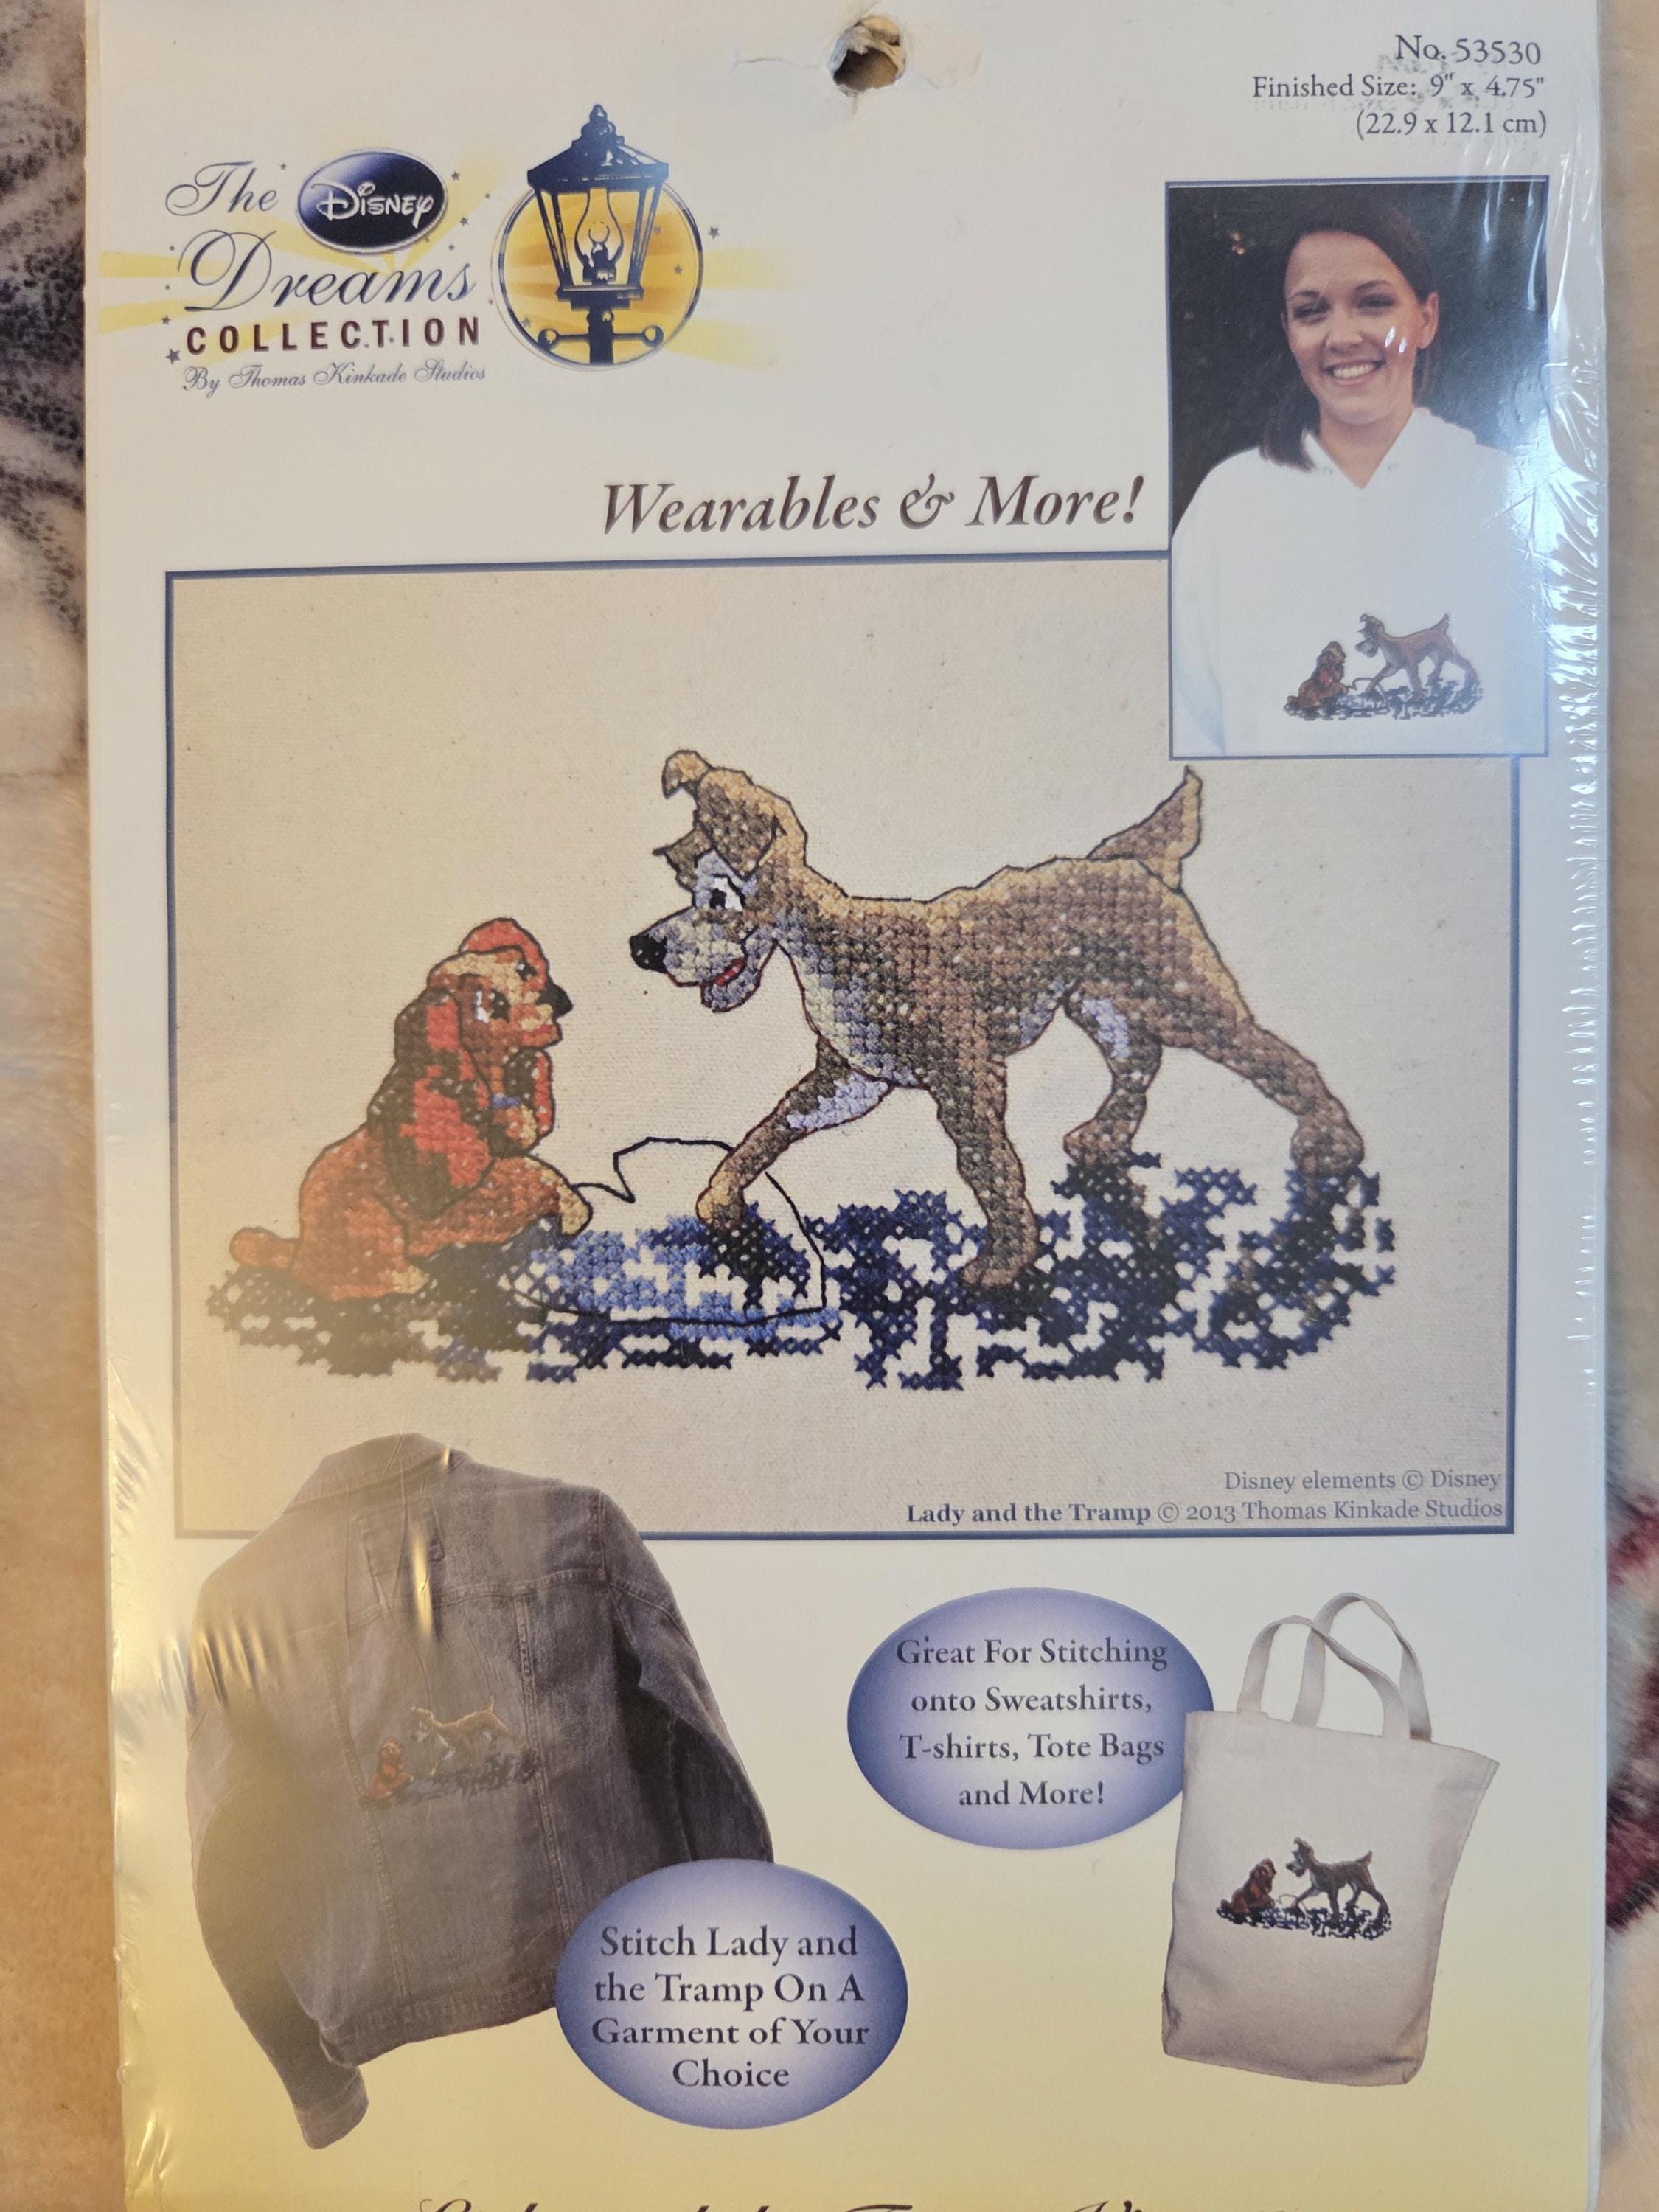 No. 53530
Finished Size: 9" x 4.75"
(22.9 x 12.1 cm)
The Disney
Dreams
COLLECTION
By Thomas Kinkade Studios
Wearables & More!
Disney elements © Disney
Lady and the Tramp © 2013 Thomas Kinkade Studios
Great For Stitching
onto Sweatshirts,
T-shirts, Tote Bags
and More!
Stitch Lady and
the Tramp On A
Garment of Your
Choice